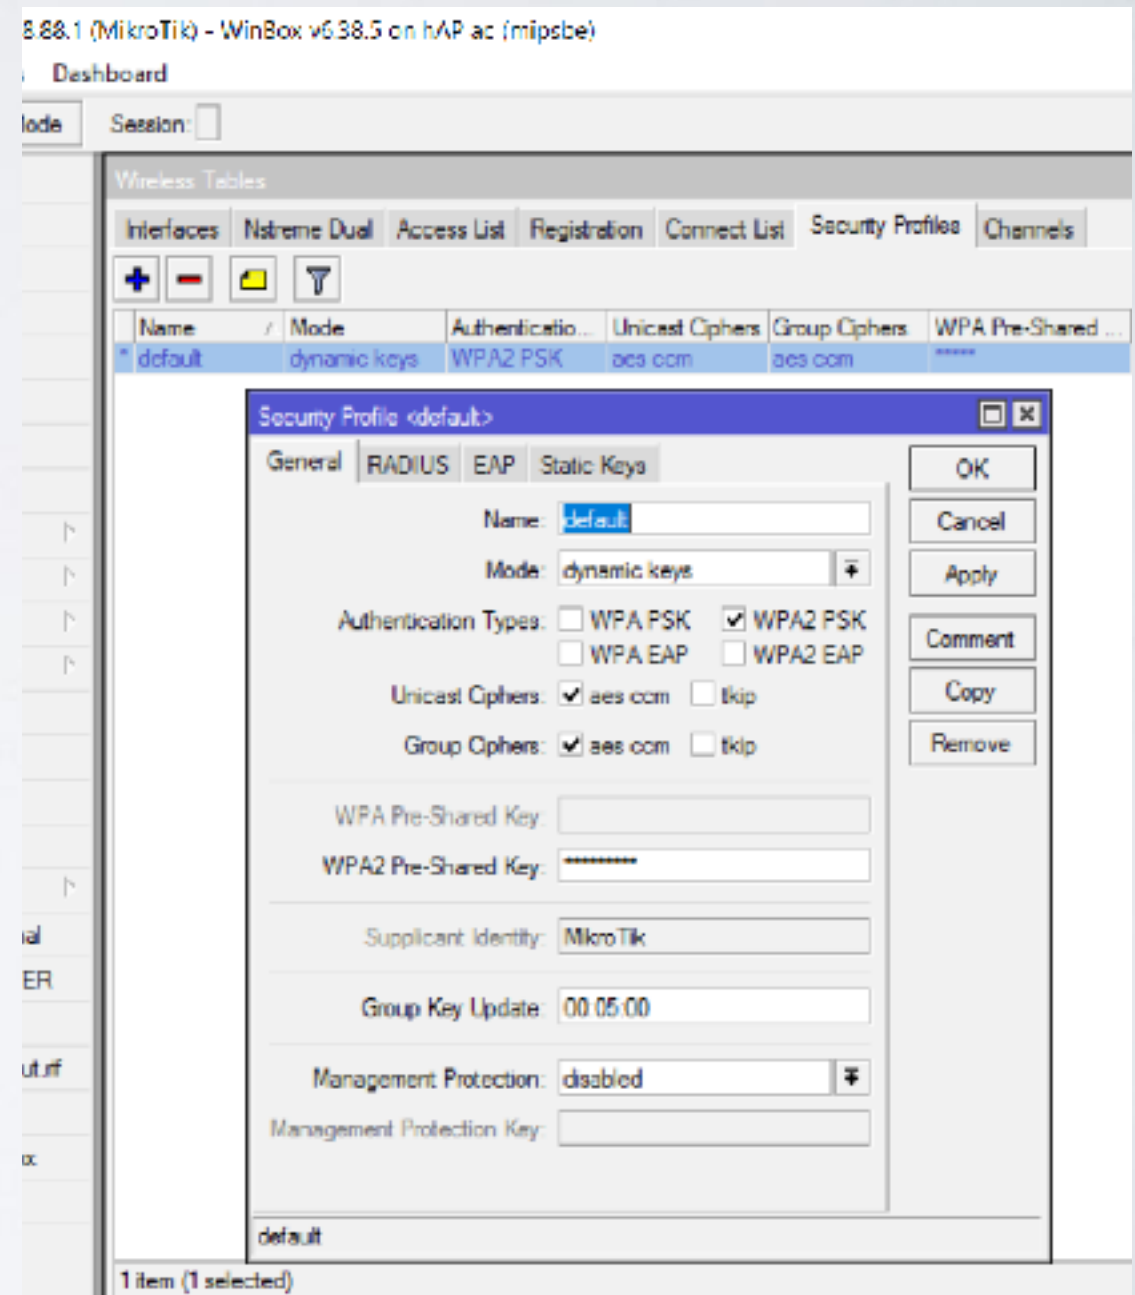 8.88.1 (MikroTik) - WinBox v6.38.5 on hAP ac (mipsbe)
Dashboard
Session:
Wireless Tables
Interfaces Nstreme Dual Access List Registration Connect List Security Profiles Channels
Name / Mode Authenticatio... Unicast Ciphers Group Ciphers WPA Pre-Shared ...
* default dynamic keys WPA2 PSK aes ccm aes ccm *****
Security Profile <default>
General RADIUS EAP Static Keys
OK
Name: default
Cancel
Mode: dynamic keys
Apply
Authentication Types: WPA PSK WPA2 PSK
WPA EAP WPA2 EAP
Comment
Unicast Ciphers: aes ccm tkip
Copy
Group Ciphers: aes ccm tkip
Remove
WPA Pre-Shared Key:
WPA2 Pre-Shared Key: *********
Supplicant Identity: MikroTik
ER
Group Key Update: 00:05:00
ut.rif
Management Protection: disabled
Management Protection Key:
default
1 item (1 selected)